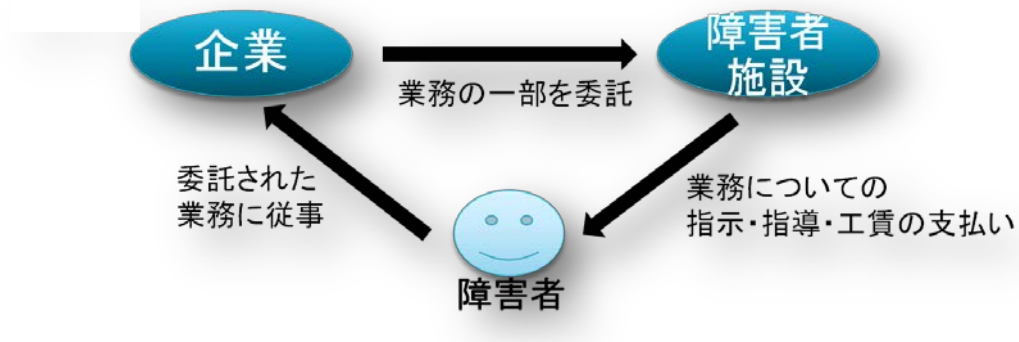 企業
障害者
施設
業務の一部を委託
委託された
業務に従事
業務についての
指示・指導・工賃の支払い
障害者